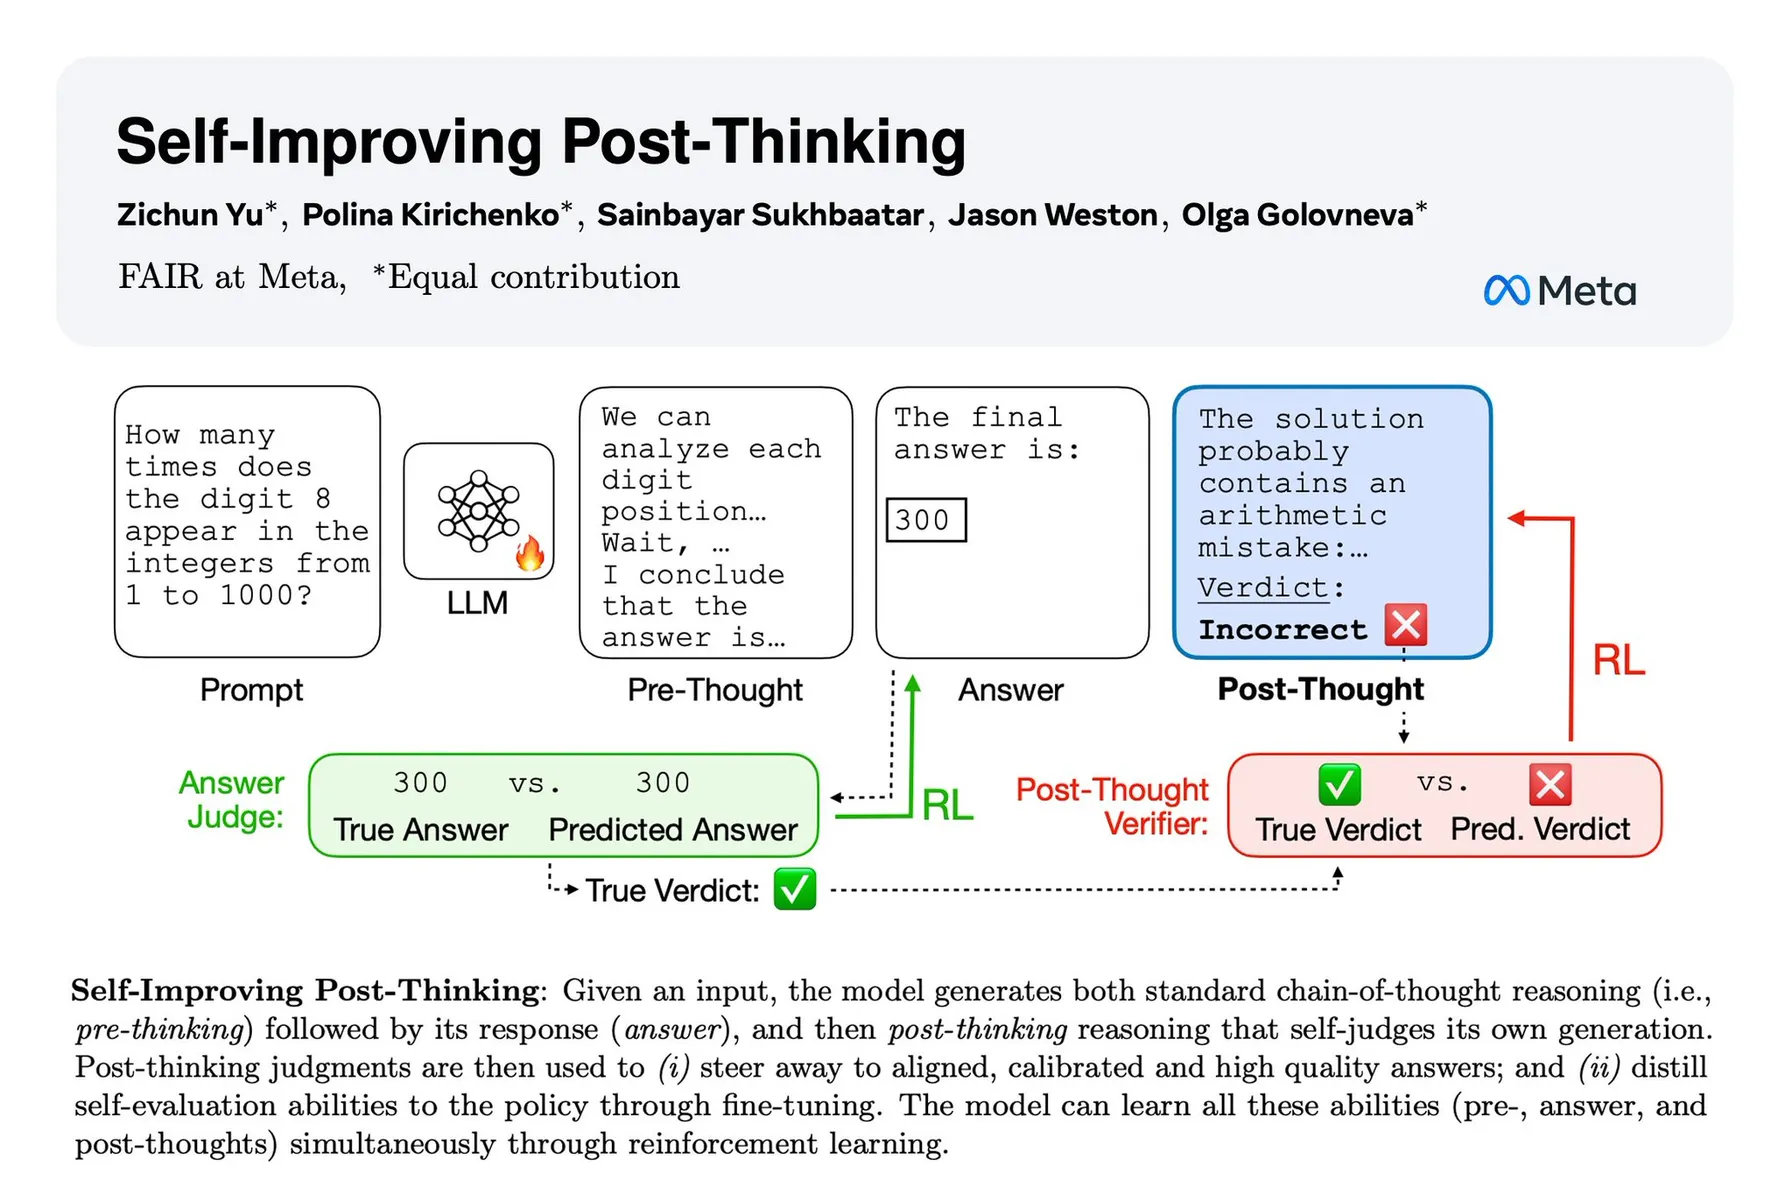 Self-Improving Post-Thinking
Zichun Yu*, Polina Kirichenko*, Sainbayar Sukhbaatar, Jason Weston, Olga Golovneva*
FAIR at Meta, *Equal contribution
Meta
How many
times does
the digit 8
appear in the
integers from
1 to 1000?
Prompt
LLM
We can
analyze each
digit
position…
Wait, …
I conclude
that the
answer is…
Pre-Thought
The final
answer is:
300
Answer
The solution
probably
contains an
arithmetic
mistake:…
Verdict:
Incorrect ❌
Post-Thought
RL
Answer
Judge:
300 vs. 300
True Answer Predicted Answer
RL
True Verdict: ✅
Post-Thought
Verifier:
✅ vs. ❌
True Verdict Pred. Verdict
Self-Improving Post-Thinking: Given an input, the model generates both standard chain-of-thought reasoning (i.e.,
pre-thinking) followed by its response (answer), and then post-thinking reasoning that self-judges its own generation.
Post-thinking judgments are then used to (i) steer away to aligned, calibrated and high quality answers; and (ii) distill
self-evaluation abilities to the policy through fine-tuning. The model can learn all these abilities (pre-, answer, and
post-thoughts) simultaneously through reinforcement learning.